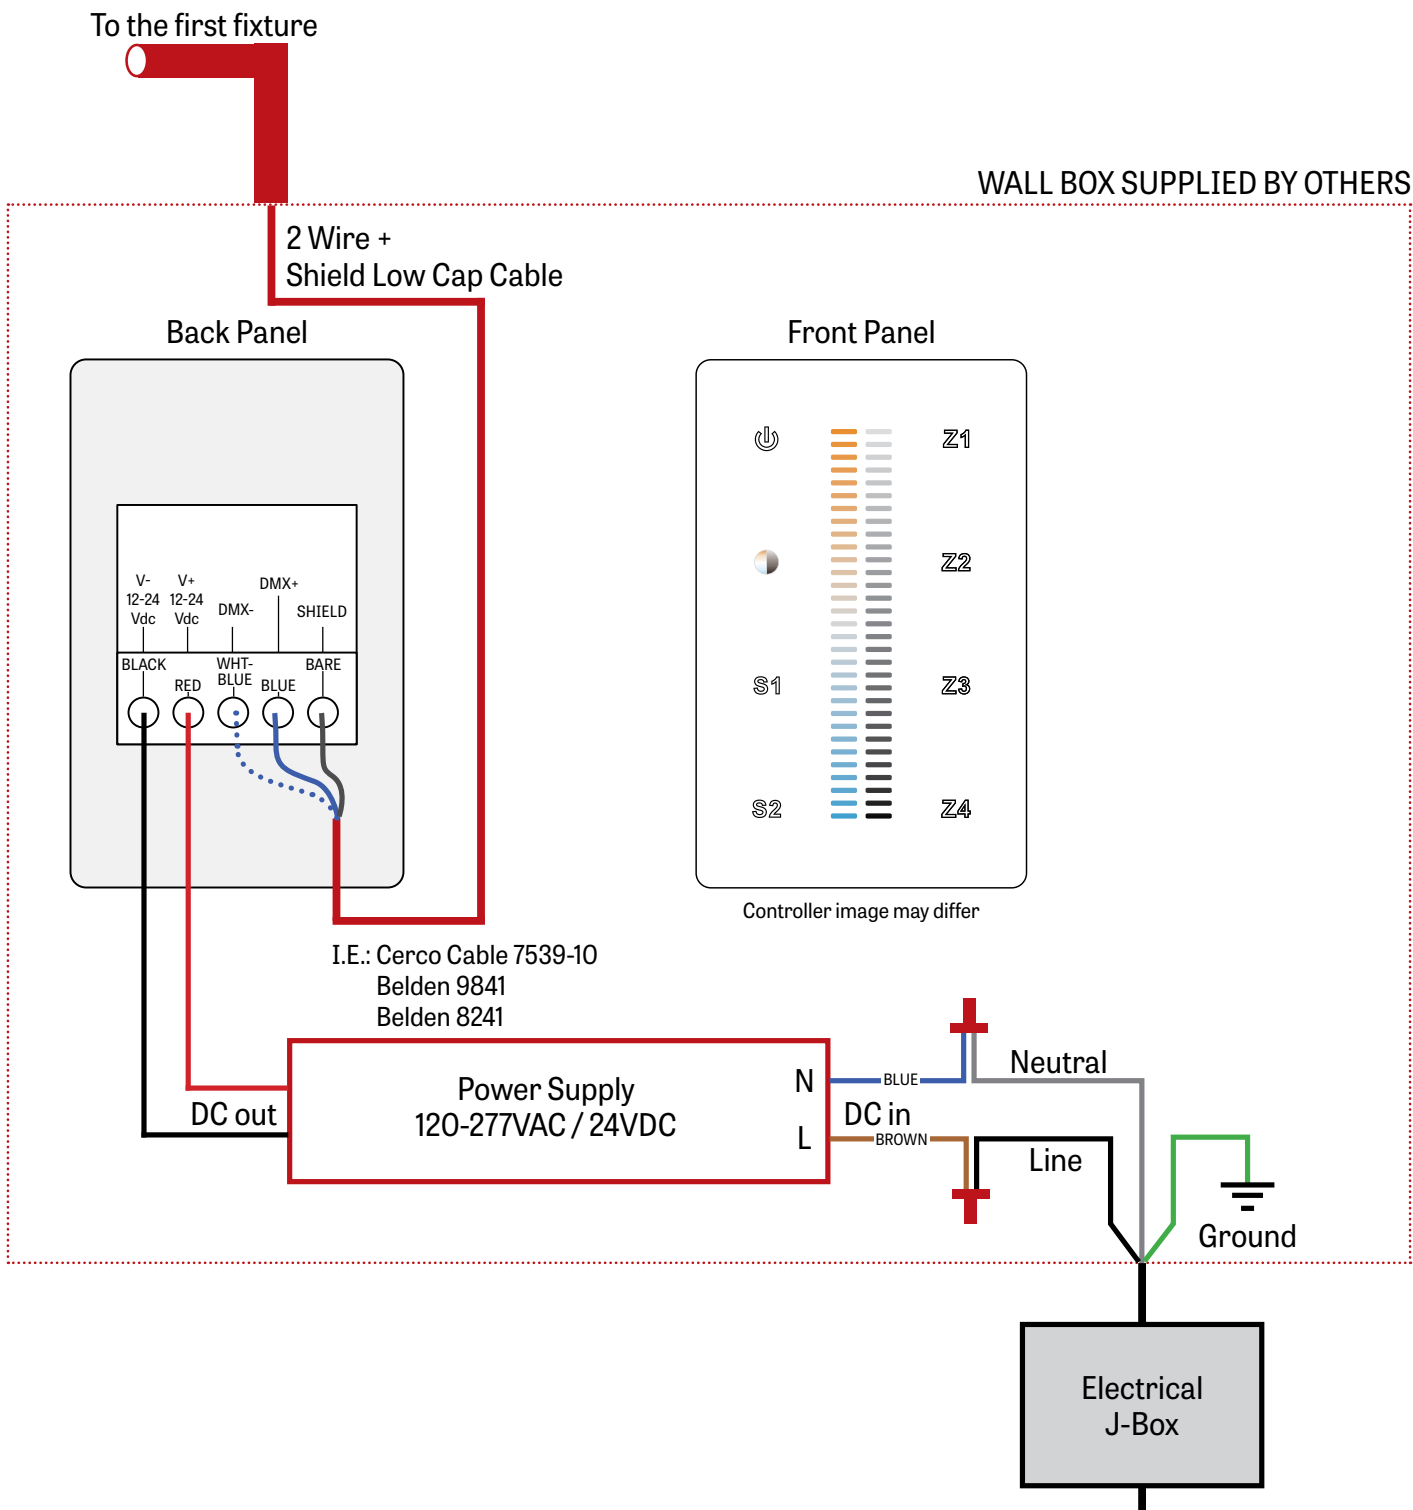 To the first fixture
WALL BOX SUPPLIED BY OTHERS
2 Wire +
Shield Low Cap Cable
Back Panel
Front Panel
V-
12-24
Vdc
V+
12-24
Vdc
DMX-
DMX+
SHIELD
BLACK
RED
WHT-
BLUE
BLUE
BARE
Z1
Z2
S1
Z3
S2
Z4
Controller image may differ
I.E.: Cerco Cable 7539-10
Belden 9841
Belden 8241
Power Supply
120-277VAC / 24VDC
N
L
DC out
DC in
BLUE
BROWN
Neutral
Line
Ground
Electrical
J-Box